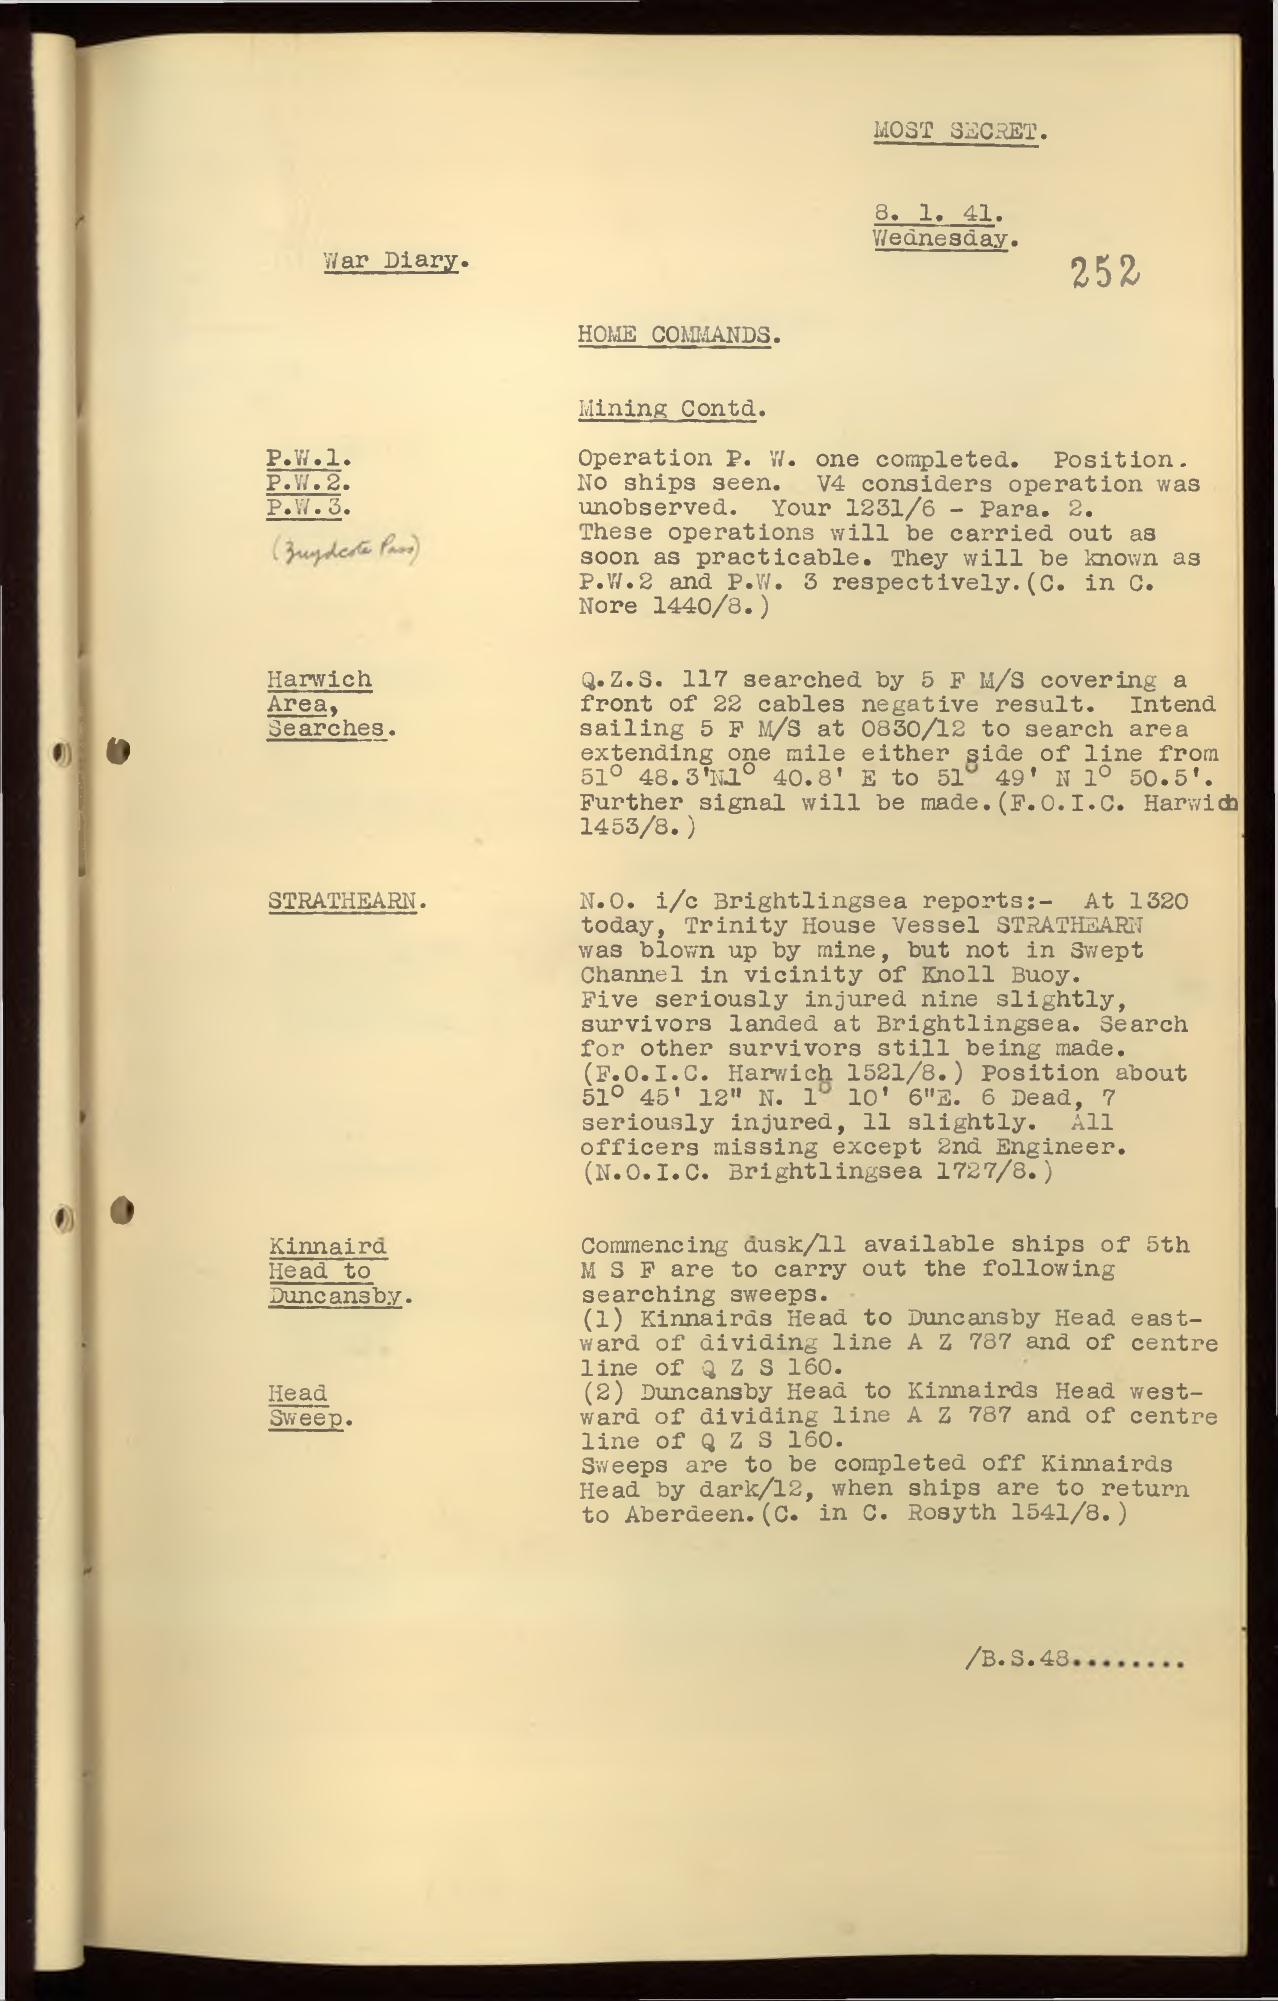 MOST SECRET.
8. 1. 41.
Wednesday.
War Diary.
252
HOME COMMANDS.
Mining Contd.
P.W.1.
P.W.2.
P.W.3.
(Zuydcote Pass)
Operation P. W. one completed. Position.
No ships seen. V4 considers operation was
unobserved. Your 1231/6 - Para. 2.
These operations will be carried out as
soon as practicable. They will be known as
P.W.2 and P.W. 3 respectively.(C. in C.
Nore 1440/8.)
Harwich
Area,
Searches.
Q.Z.S. 117 searched by 5 F M/S covering a
front of 22 cables negative result. Intend
sailing 5 F M/S at 0830/12 to search area
extending one mile either side of line from
51° 48.3'N.1° 40.8' E to 51° 49' N 1° 50.5'.
Further signal will be made.(F.O.I.C. Harwich
1453/8.)
STRATHEARN.
N.O. i/c Brightlingsea reports:- At 1320
today, Trinity House Vessel STRATHEARN
was blown up by mine, but not in Swept
Channel in vicinity of Knoll Buoy.
Five seriously injured nine slightly,
survivors landed at Brightlingsea. Search
for other survivors still being made.
(F.O.I.C. Harwich 1521/8.) Position about
51° 45' 12" N. 1° 10' 6"E. 6 Dead, 7
seriously injured, 11 slightly. All
officers missing except 2nd Engineer.
(N.O.I.C. Brightlingsea 1727/8.)
Kinnaird
Head to
Duncansby.
Head
Sweep.
Commencing dusk/11 available ships of 5th
M S F are to carry out the following
searching sweeps.
(1) Kinnairds Head to Duncansby Head east-
ward of dividing line A Z 787 and of centre
line of Q Z S 160.
(2) Duncansby Head to Kinnairds Head west-
ward of dividing line A Z 787 and of centre
line of Q Z S 160.
Sweeps are to be completed off Kinnairds
Head by dark/12, when ships are to return
to Aberdeen.(C. in C. Rosyth 1541/8.)
/B.S.48........